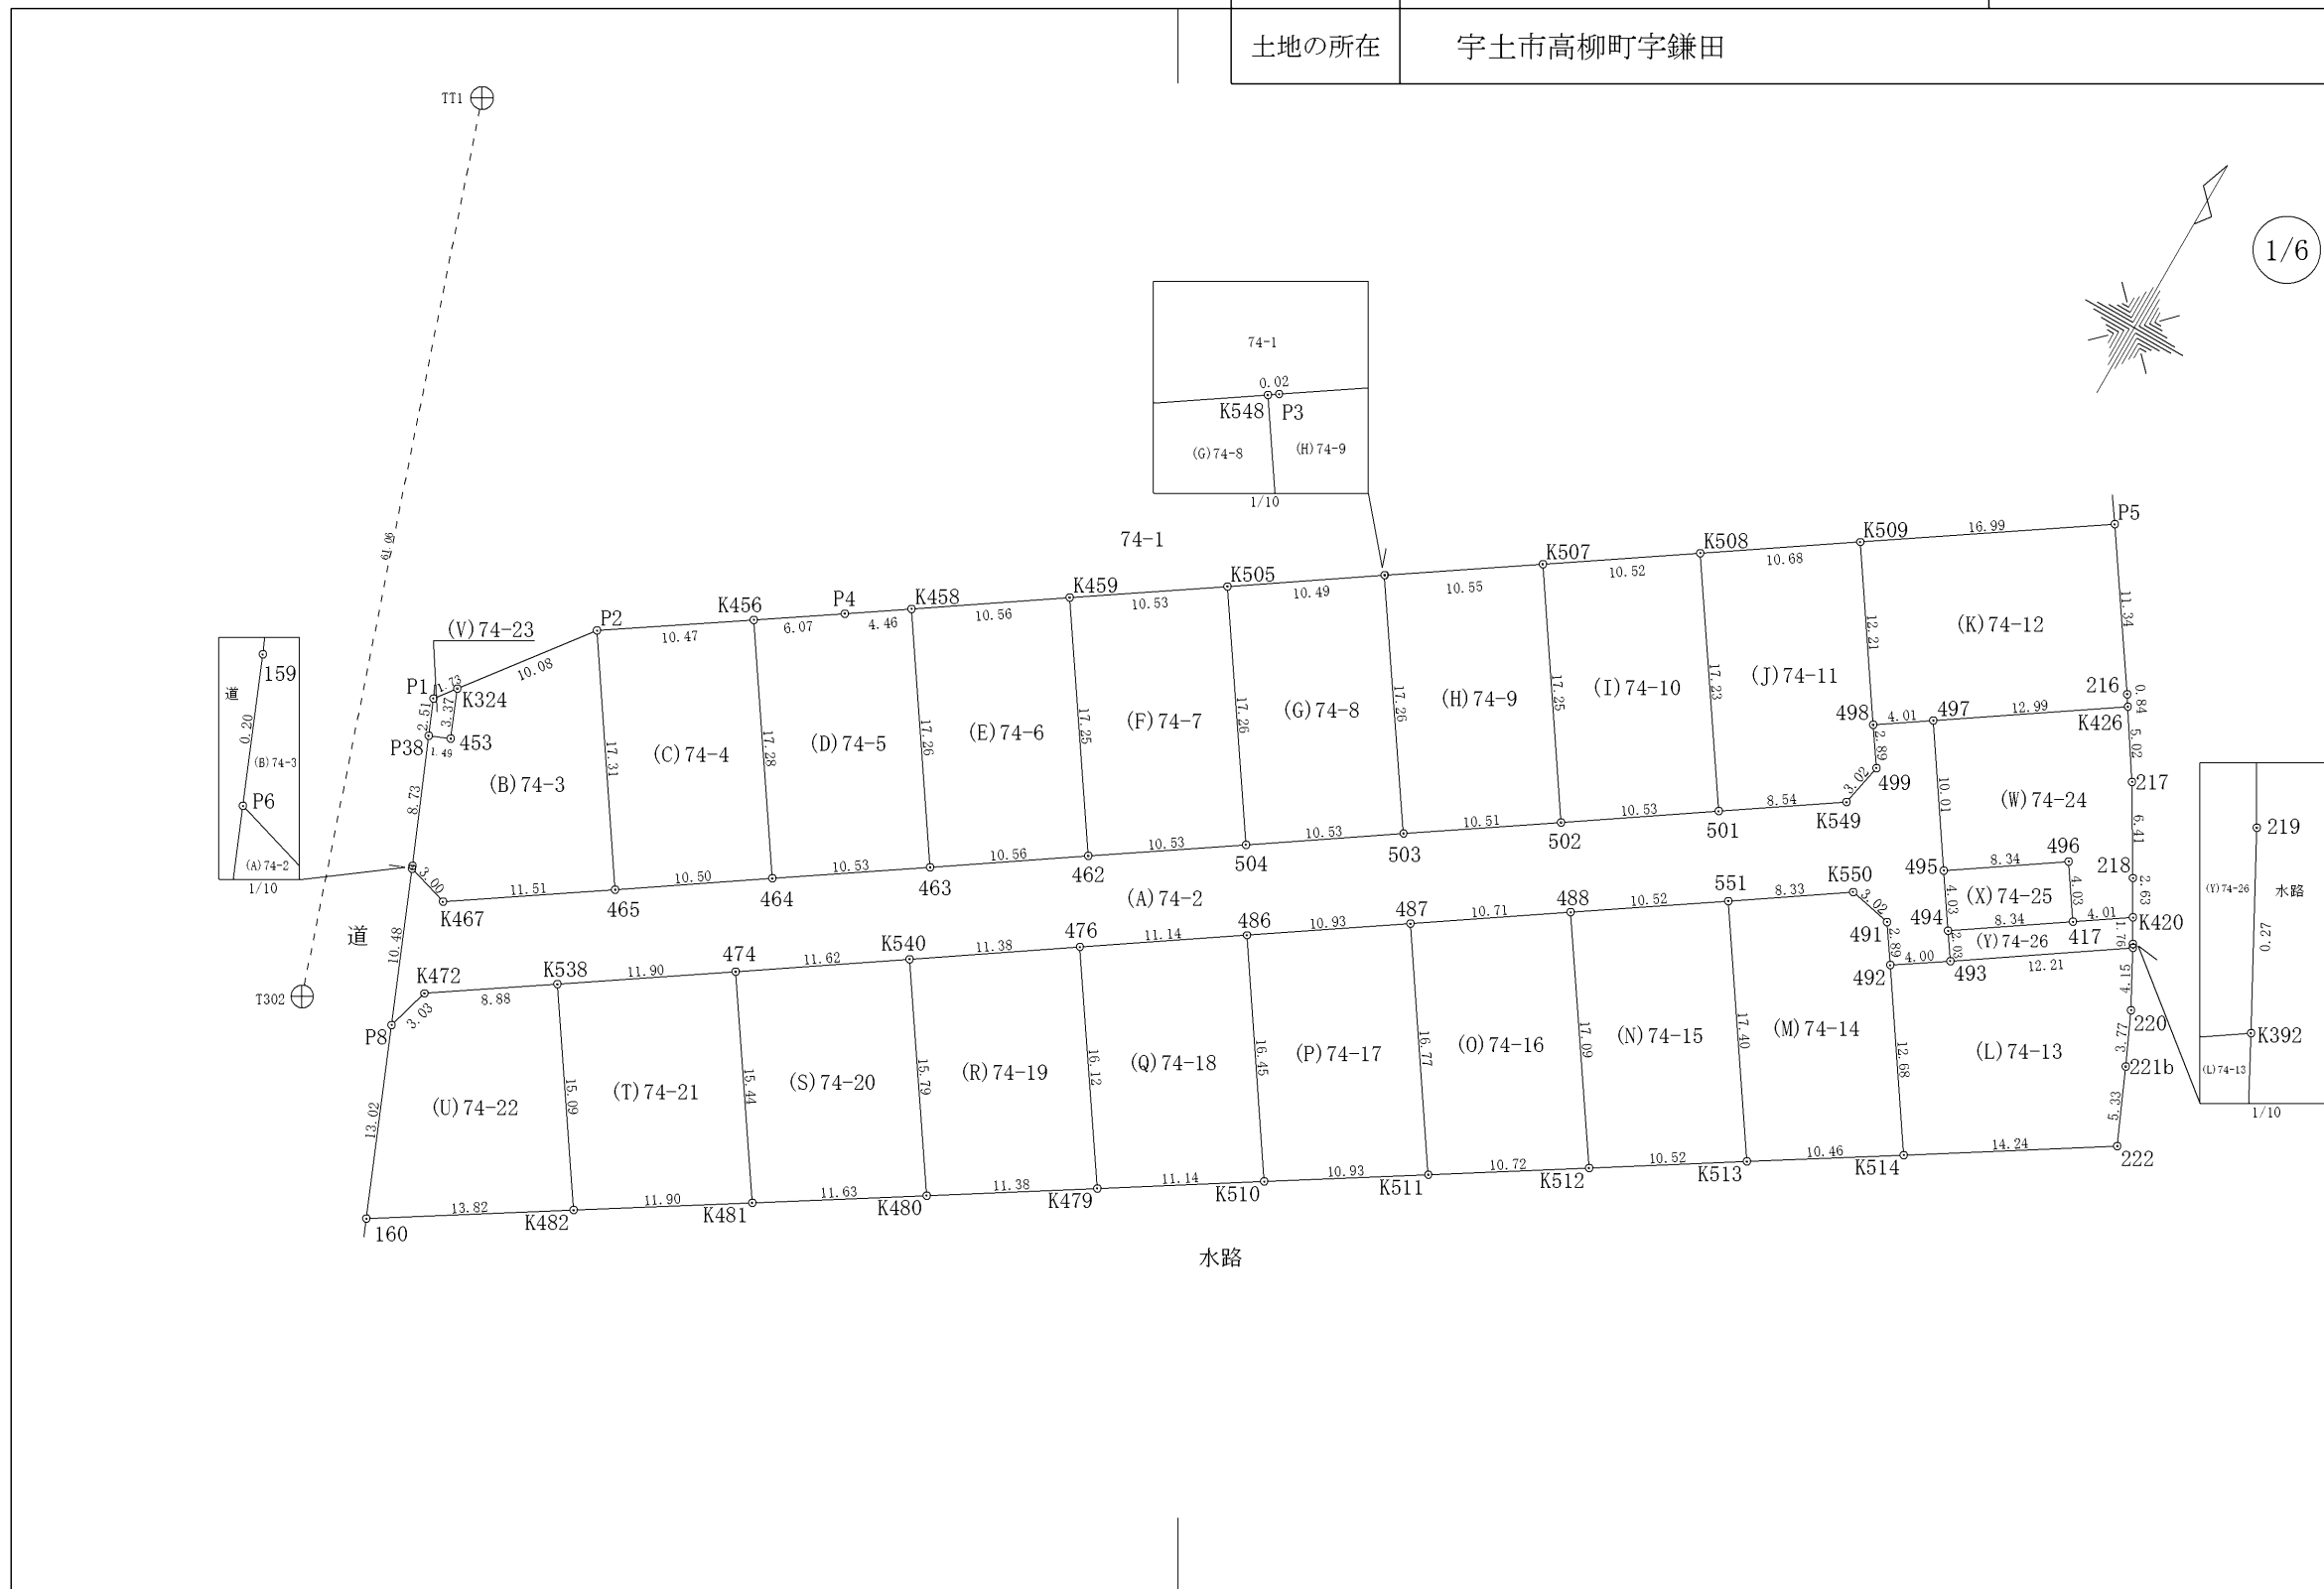 土地の所在
宇土市高柳町字鎌田
TT1
1/6
61.06
74-1
0.02
K548
P3
(G)74-8
(H)74-9
1/10
74-1
P5
16.99
K509
10.68
K508
10.52
K507
10.55
10.49
K505
10.53
K459
10.56
K458
4.46
P4
6.07
K456
10.47
P2
10.08
(V)74-23
P1
1.73
K324
2.51
3.37
P38
1.49
453
(B)74-3
17.31
(C)74-4
17.28
(D)74-5
17.26
(E)74-6
17.25
(F)74-7
17.26
(G)74-8
17.26
(H)74-9
17.25
(I)74-10
17.23
(J)74-11
12.21
(K)74-12
11.34
216
0.84
K426
12.99
497
4.01
498
2.89
499
3.02
K549
10.01
(W)74-24
5.02
217
6.41
218
2.63
496
8.34
495
4.03
4.03
(X)74-25
494
8.34
417
4.01
K420
1.76
(Y)74-26
2.03
493
12.21
4.00
492
2.89
491
3.02
K550
159
道
0.20
(B)74-3
P6
(A)74-2
1/10
8.73
3.00
K467
11.51
465
10.50
464
10.53
463
10.56
462
10.53
504
10.53
503
10.51
502
10.53
501
8.54
(A)74-2
道
10.48
T302
P8
3.03
K472
8.88
K538
11.90
474
11.62
K540
11.38
476
11.14
486
10.93
487
10.71
488
10.52
551
8.33
219
(Y)74-26
水路
0.27
K392
(L)74-13
1/10
4.15
220
3.77
221b
5.33
222
13.02
(U)74-22
15.09
(T)74-21
15.44
(S)74-20
15.79
(R)74-19
16.12
(Q)74-18
16.45
(P)74-17
16.77
(O)74-16
17.09
(N)74-15
17.40
(M)74-14
12.68
(L)74-13
160
13.82
K482
11.90
K481
11.63
K480
11.38
K479
11.14
K510
10.93
K511
10.72
K512
10.52
K513
10.46
K514
14.24
水路